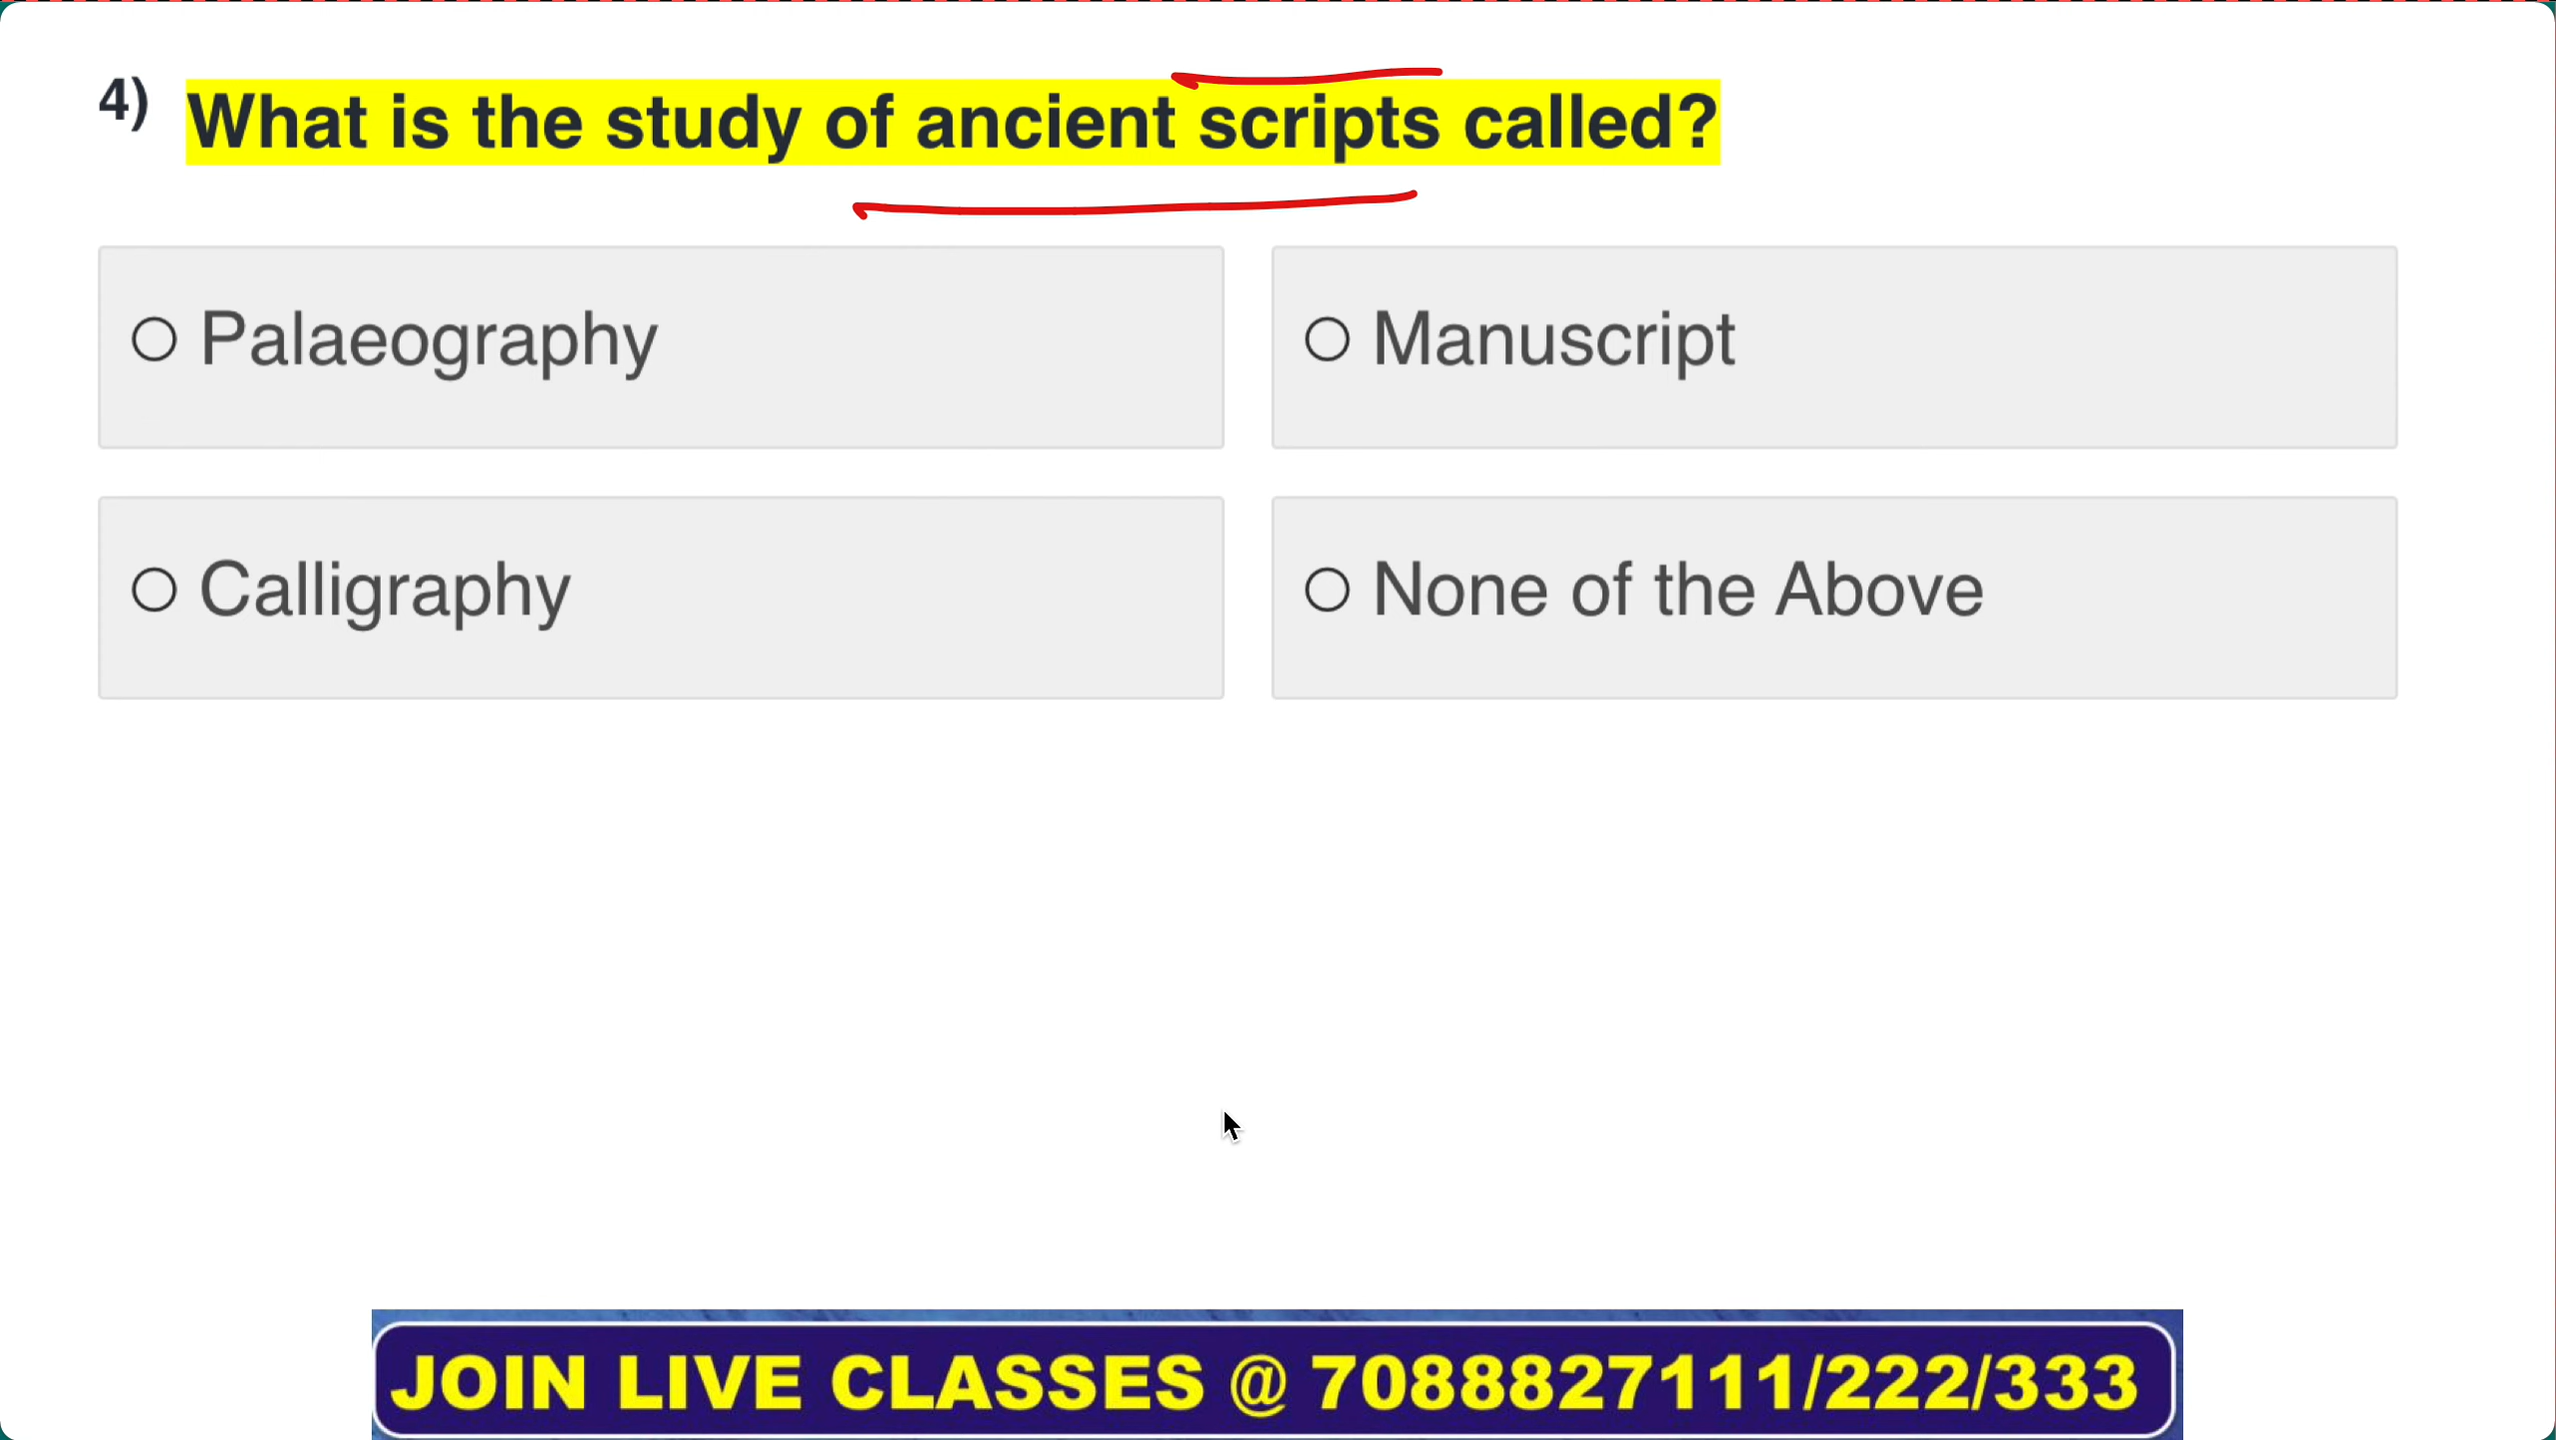 4) What is the study of ancient scripts called?
Palaeography
Manuscript
Calligraphy
None of the Above
JOIN LIVE CLASSES @ 7088827111/222/333